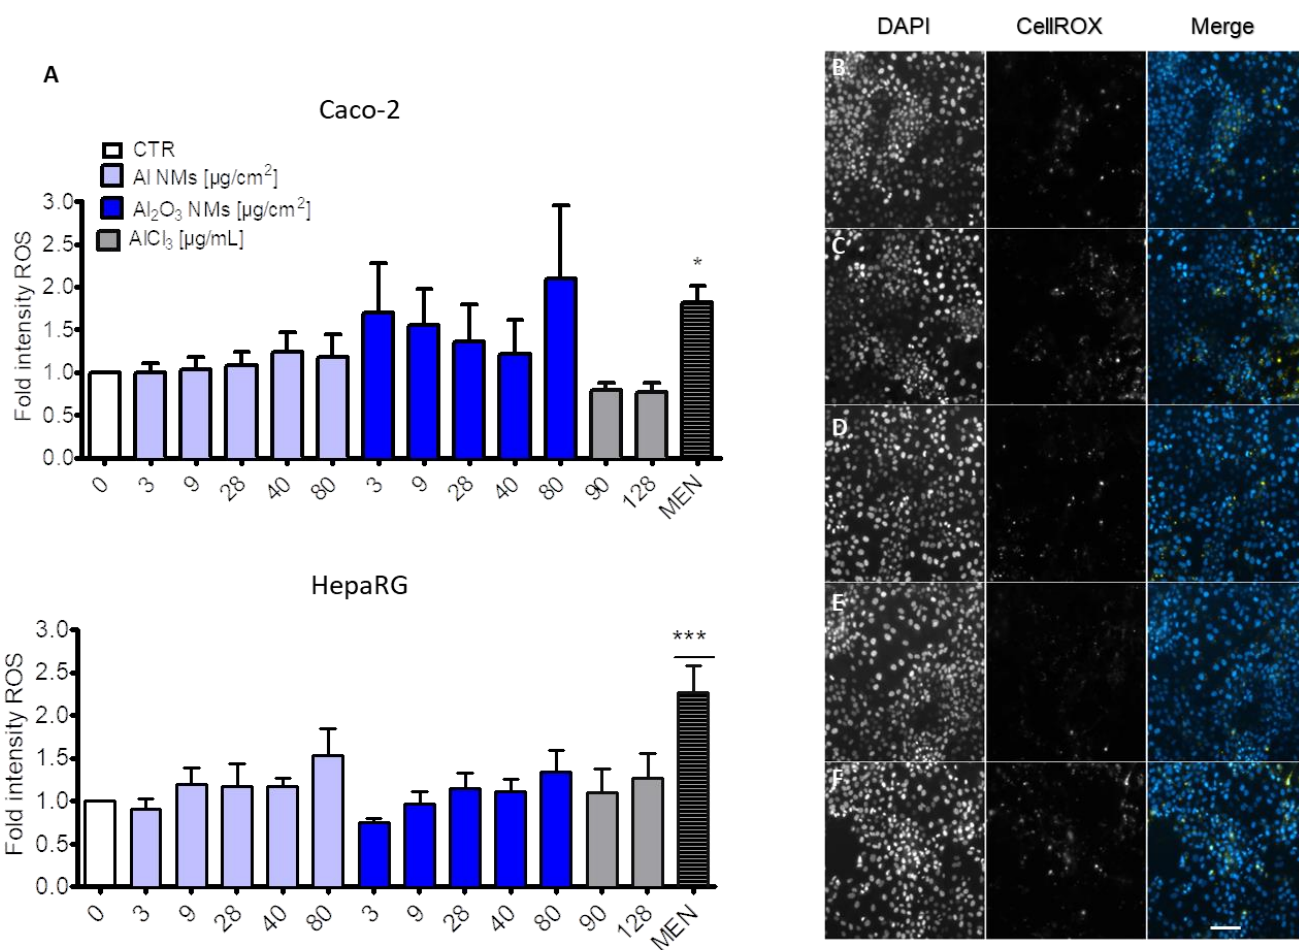 A
Caco-2
CTR
Al NMs [µg/cm²]
Al₂O₃ NMs [µg/cm²]
AlCl₃ [µg/mL]
Fold intensity ROS
3.0
2.5
2.0
1.5
1.0
0.5
0.0
*
0 3 9 28 40 80 3 9 28 40 80 90 128 MEN
HepaRG
Fold intensity ROS
3.0
2.5
2.0
1.5
1.0
0.5
0.0
***
0 3 9 28 40 80 3 9 28 40 80 90 128 MEN
DAPI CellROX Merge
B
C
D
E
F